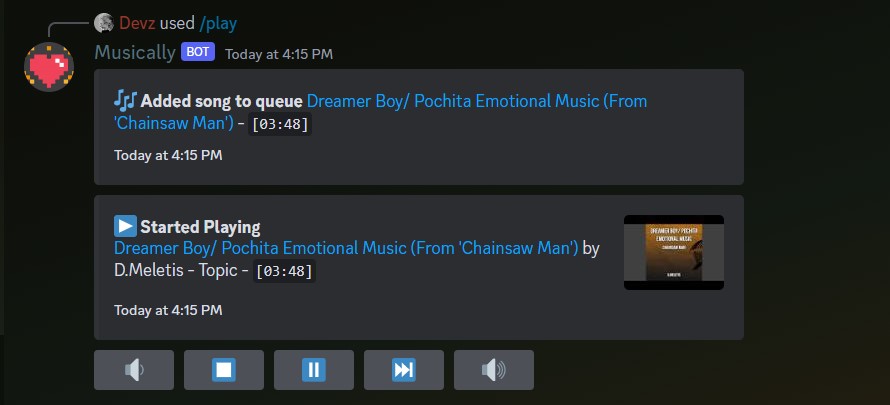 Devz used /play
Musically BOT Today at 4:15 PM
Added song to queue Dreamer Boy/ Pochita Emotional Music (From
'Chainsaw Man') - [03:48]
Today at 4:15 PM
Started Playing
Dreamer Boy/ Pochita Emotional Music (From 'Chainsaw Man') by
D.Meletis - Topic - [03:48]
DREAMER BOY/ POCHITA
EMOTIONAL MUSIC
CHAINSAW MAN
D.MELETIS
Today at 4:15 PM